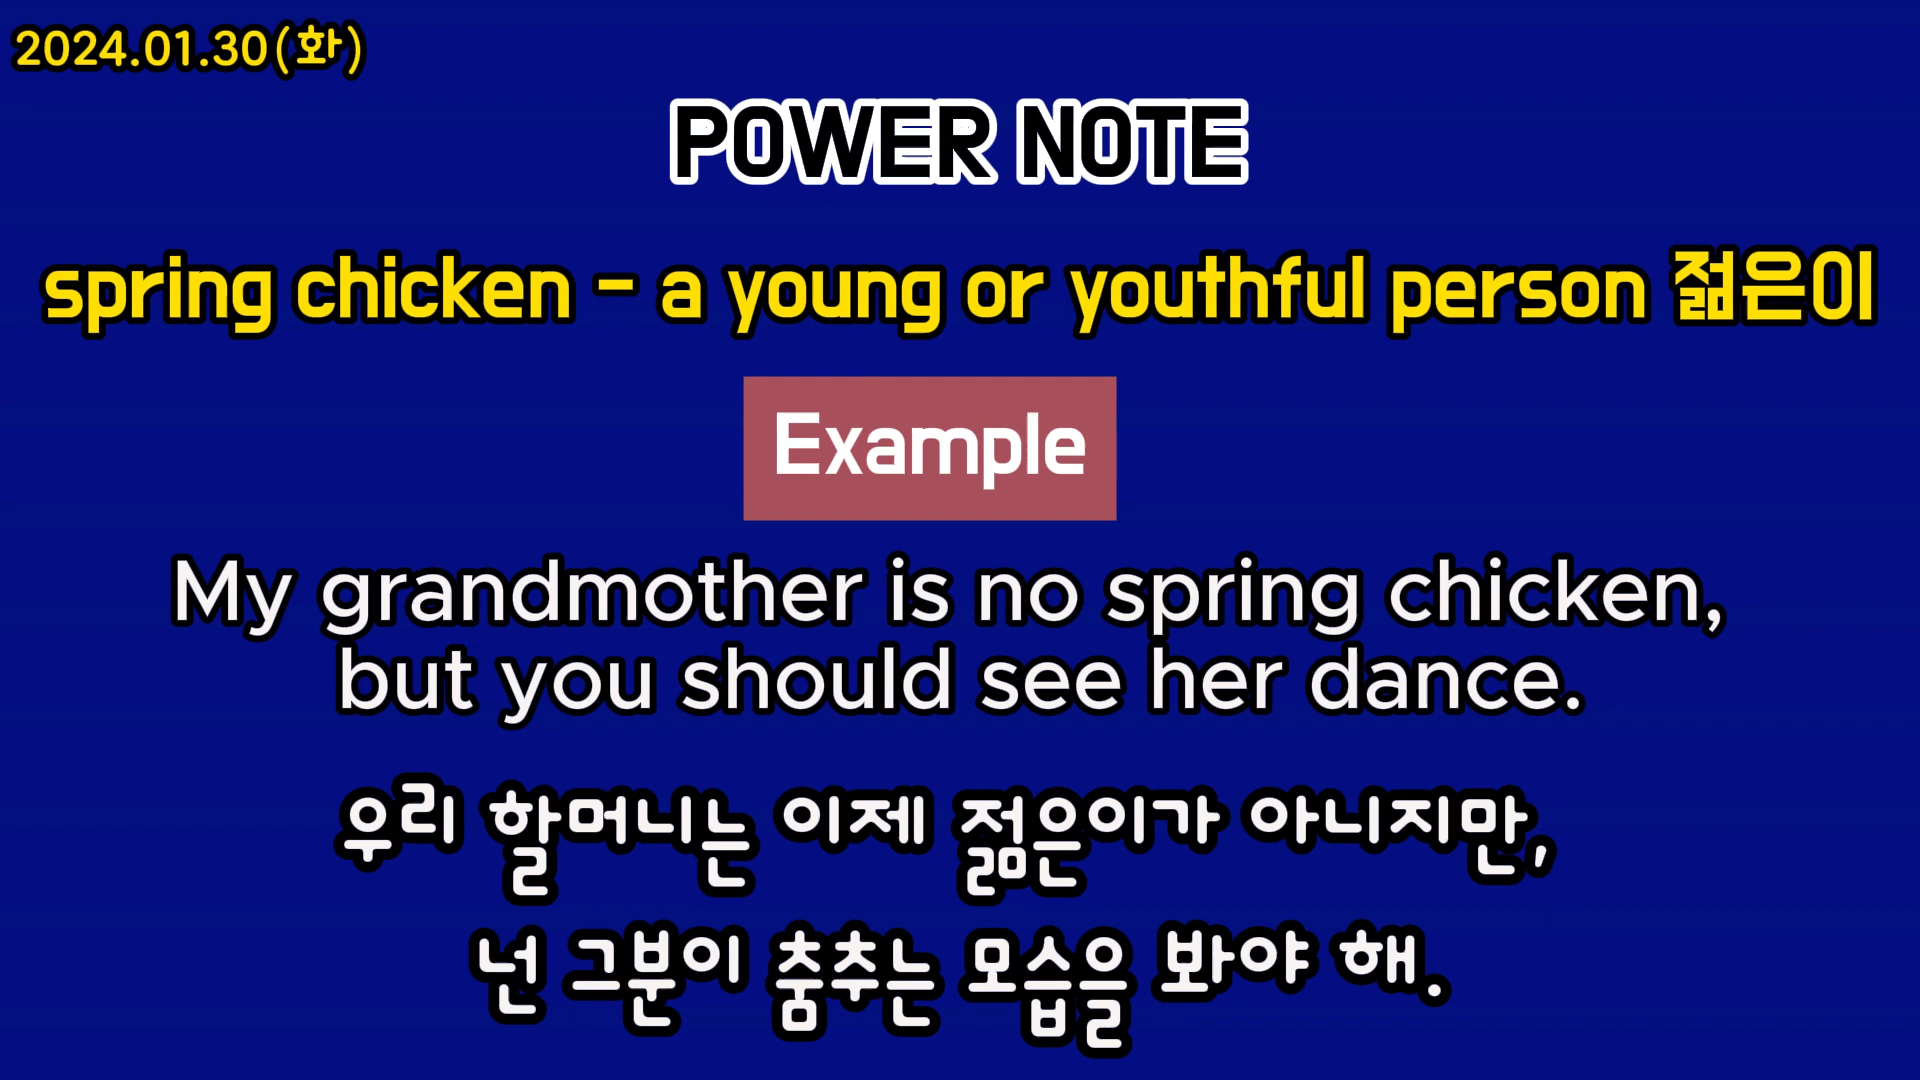 2024.01.30(화)
POWER NOTE
spring chicken - a young or youthful person 젊은이
Example
My grandmother is no spring chicken,
but you should see her dance.
우리 할머니는 이제 젊은이가 아니지만,
넌 그분이 춤추는 모습을 봐야 해.